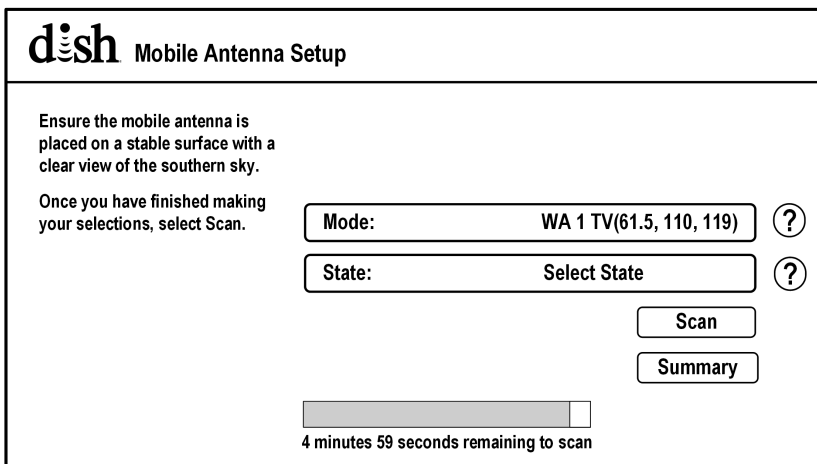 dish Mobile Antenna Setup
Ensure the mobile antenna is
placed on a stable surface with a
clear view of the southern sky.
Once you have finished making
your selections, select Scan.
Mode: WA 1 TV(61.5, 110, 119) ?
State: Select State ?
Scan
Summary
4 minutes 59 seconds remaining to scan